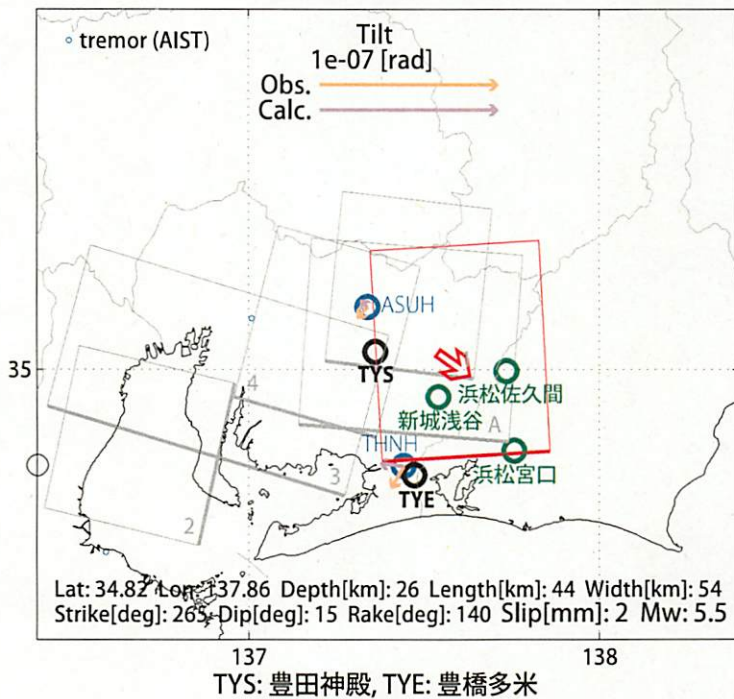 tremor (AIST)
Tilt
1e-07 [rad]
Obs.
Calc.
ASUH
TYS
浜松佐久間
新城浅谷
35
4
A
THNH
浜松宮口
TYE
3
2
Lat: 34.82 Lon: 137.86 Depth[km]: 26 Length[km]: 44 Width[km]: 54
Strike[deg]: 265 Dip[deg]: 15 Rake[deg]: 140 Slip[mm]: 2 Mw: 5.5
137 138
TYS: 豊田神殿, TYE: 豊橋多米